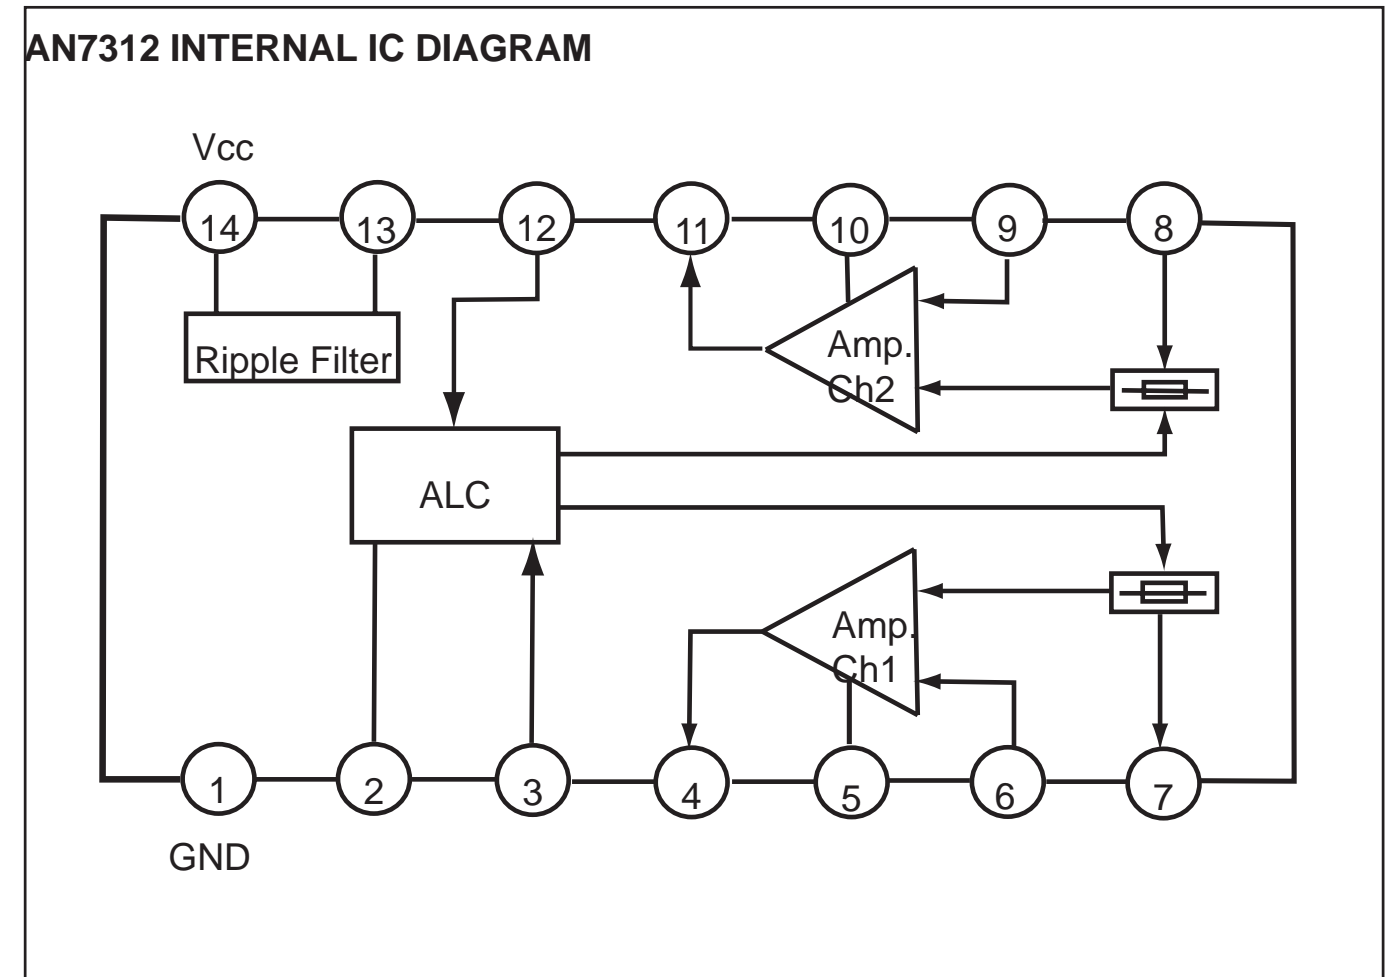 AN7312 INTERNAL IC DIAGRAM
Vcc
14 13 12 11 10 9 8
Ripple Filter
Amp.
Ch2
ALC
Amp.
Ch1
1 2 3 4 5 6 7
GND